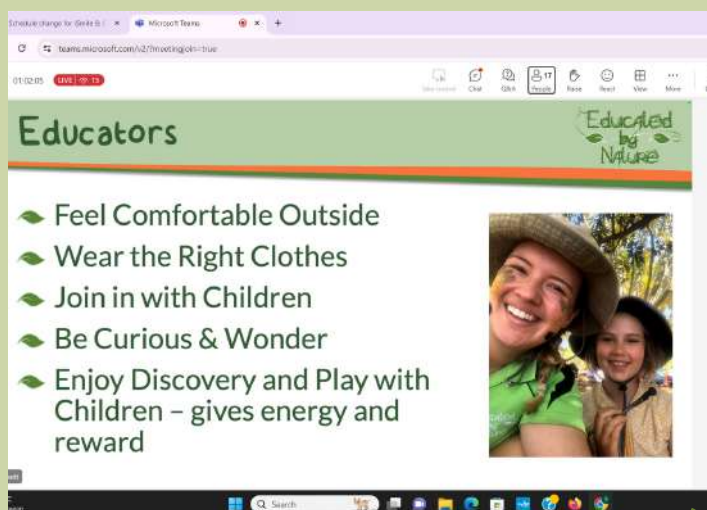 Schedule change for
Microsoft Teams
teams.microsoft.com/v2/?meetingjoin=true
01:02:05 LIVE 13
Chat Q&A People 17 Raise React View More
Educators
Educated
by
Nature
Feel Comfortable Outside
Wear the Right Clothes
Join in with Children
Be Curious & Wonder
Enjoy Discovery and Play with
Children – gives energy and
reward
Search